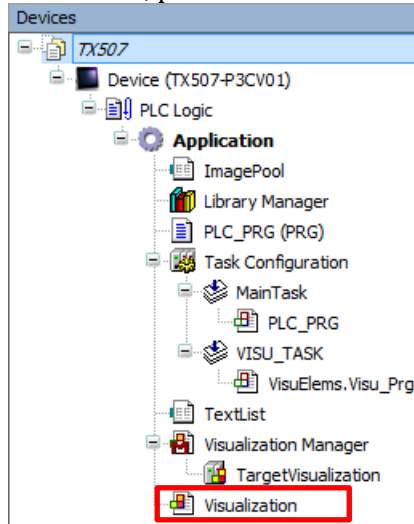 Devices
TX507
Device (TX507-P3CV01)
PLC Logic
Application
ImagePool
Library Manager
PLC_PRG (PRG)
Task Configuration
MainTask
PLC_PRG
VISU_TASK
VisuElems.Visu_Prg
TextList
Visualization Manager
TargetVisualization
Visualization